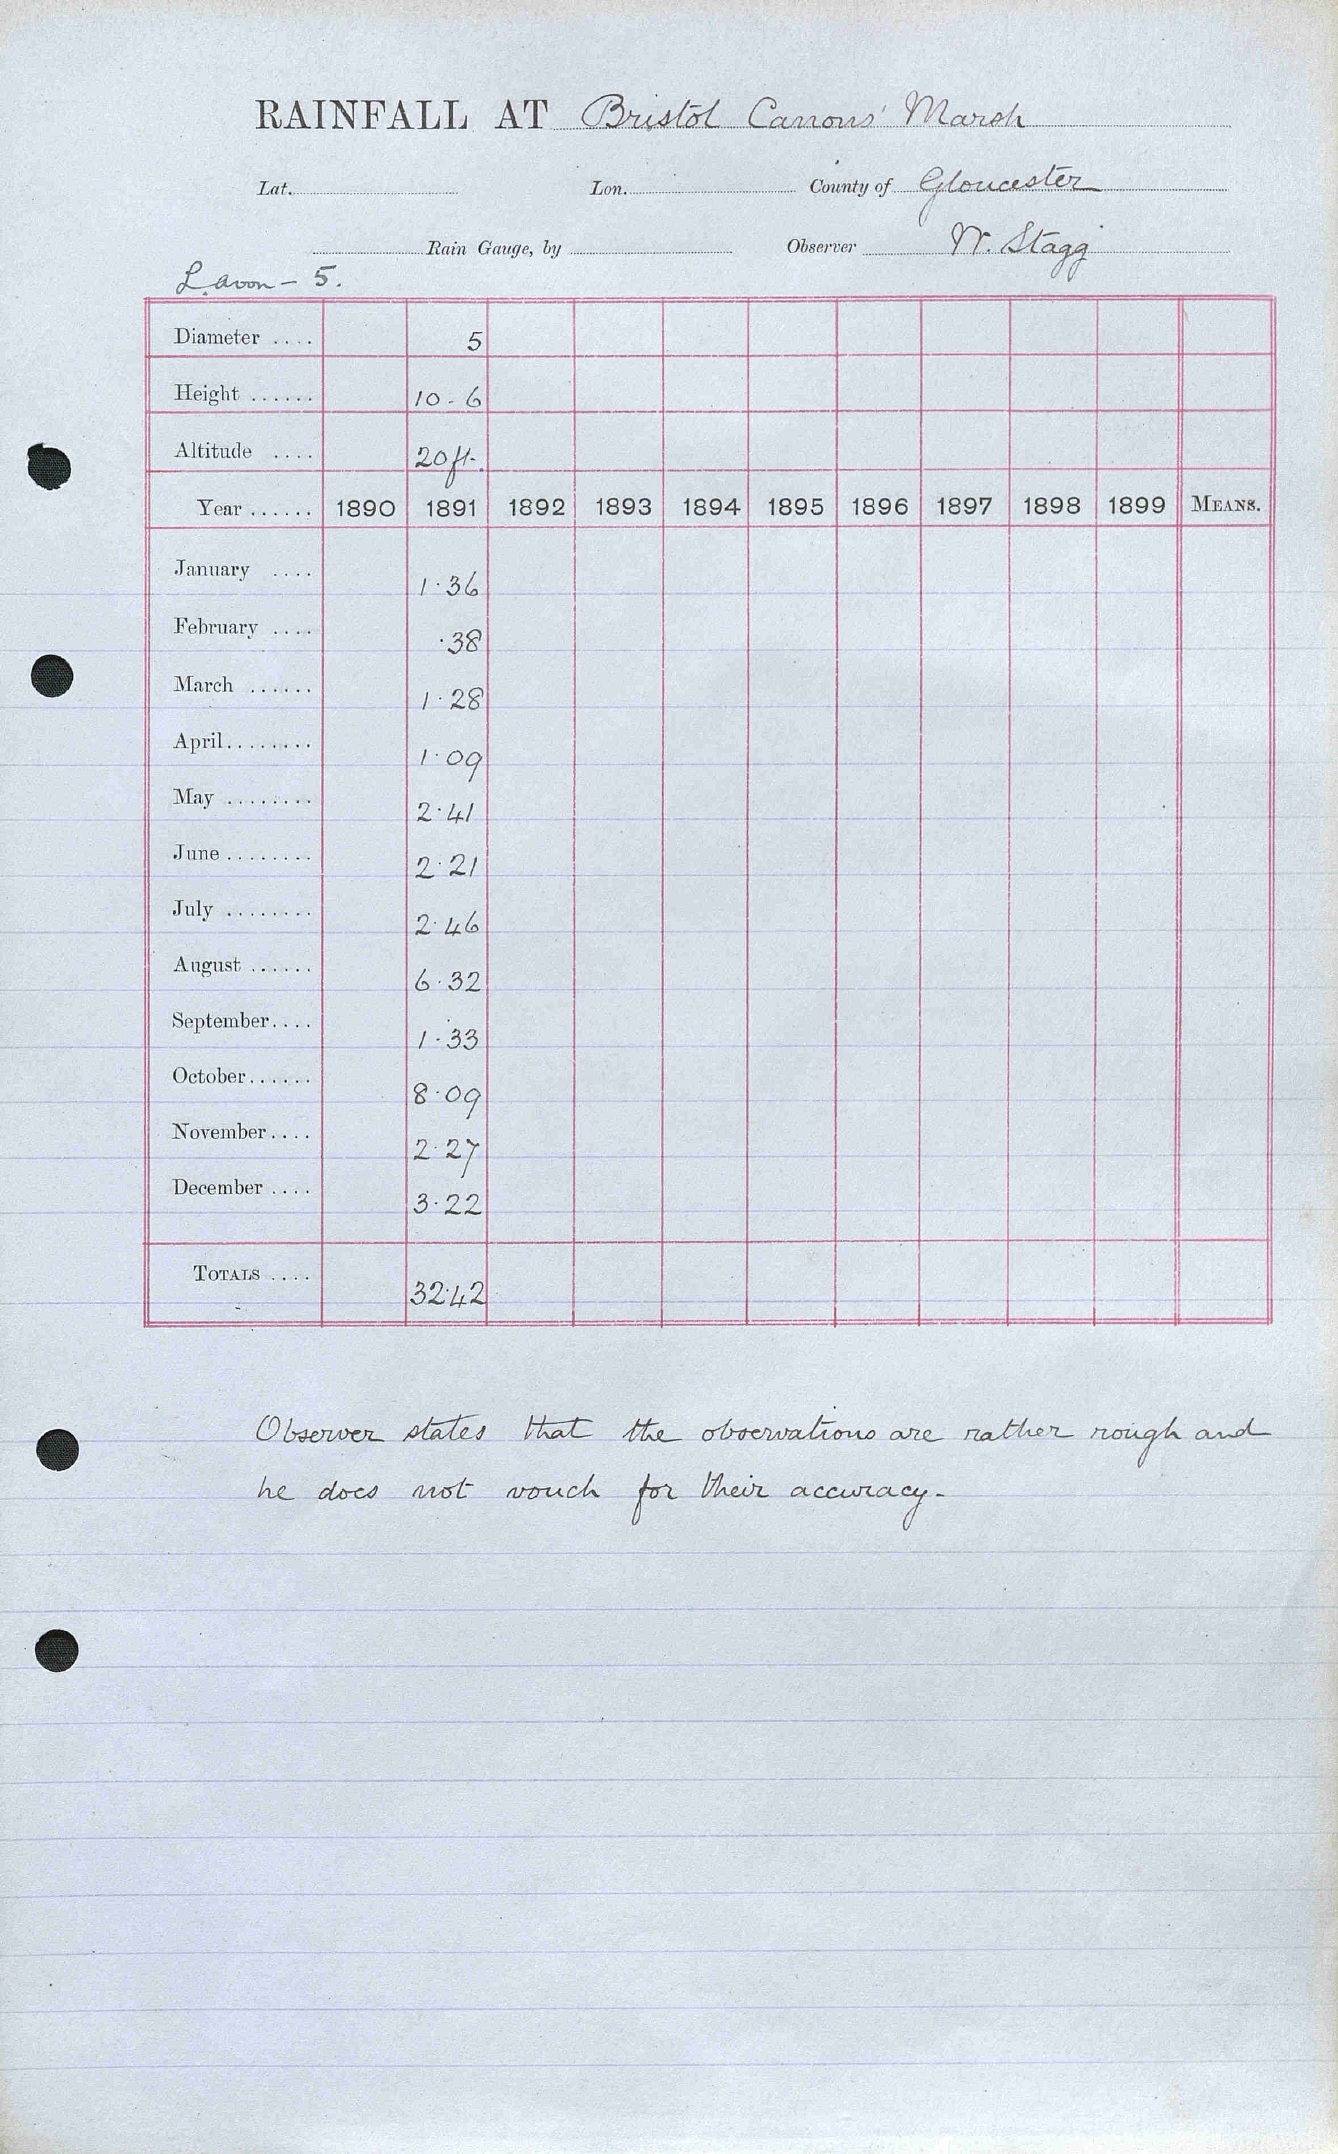 RAINFALL AT Bristol Canons' Marsh
Lat. Lon. County of Gloucester
Rain Gauge, by Observer W. Stagg
L. Avon - 5.
Diameter .... 5
Height ...... 10 - 6
Altitude .... 20 ft.
Year ...... 1890 1891 1892 1893 1894 1895 1896 1897 1898 1899 MEANS.
January .... 1.36
February .... .38
March ...... 1.28
April........ 1.09
May ........ 2.41
June ........ 2.21
July ........ 2.46
August ...... 6.32
September.... 1.33
October...... 8.09
November.... 2.27
December .... 3.22
TOTALS .... 32.42
Observer states that the observations are rather rough and
he does not vouch for their accuracy.